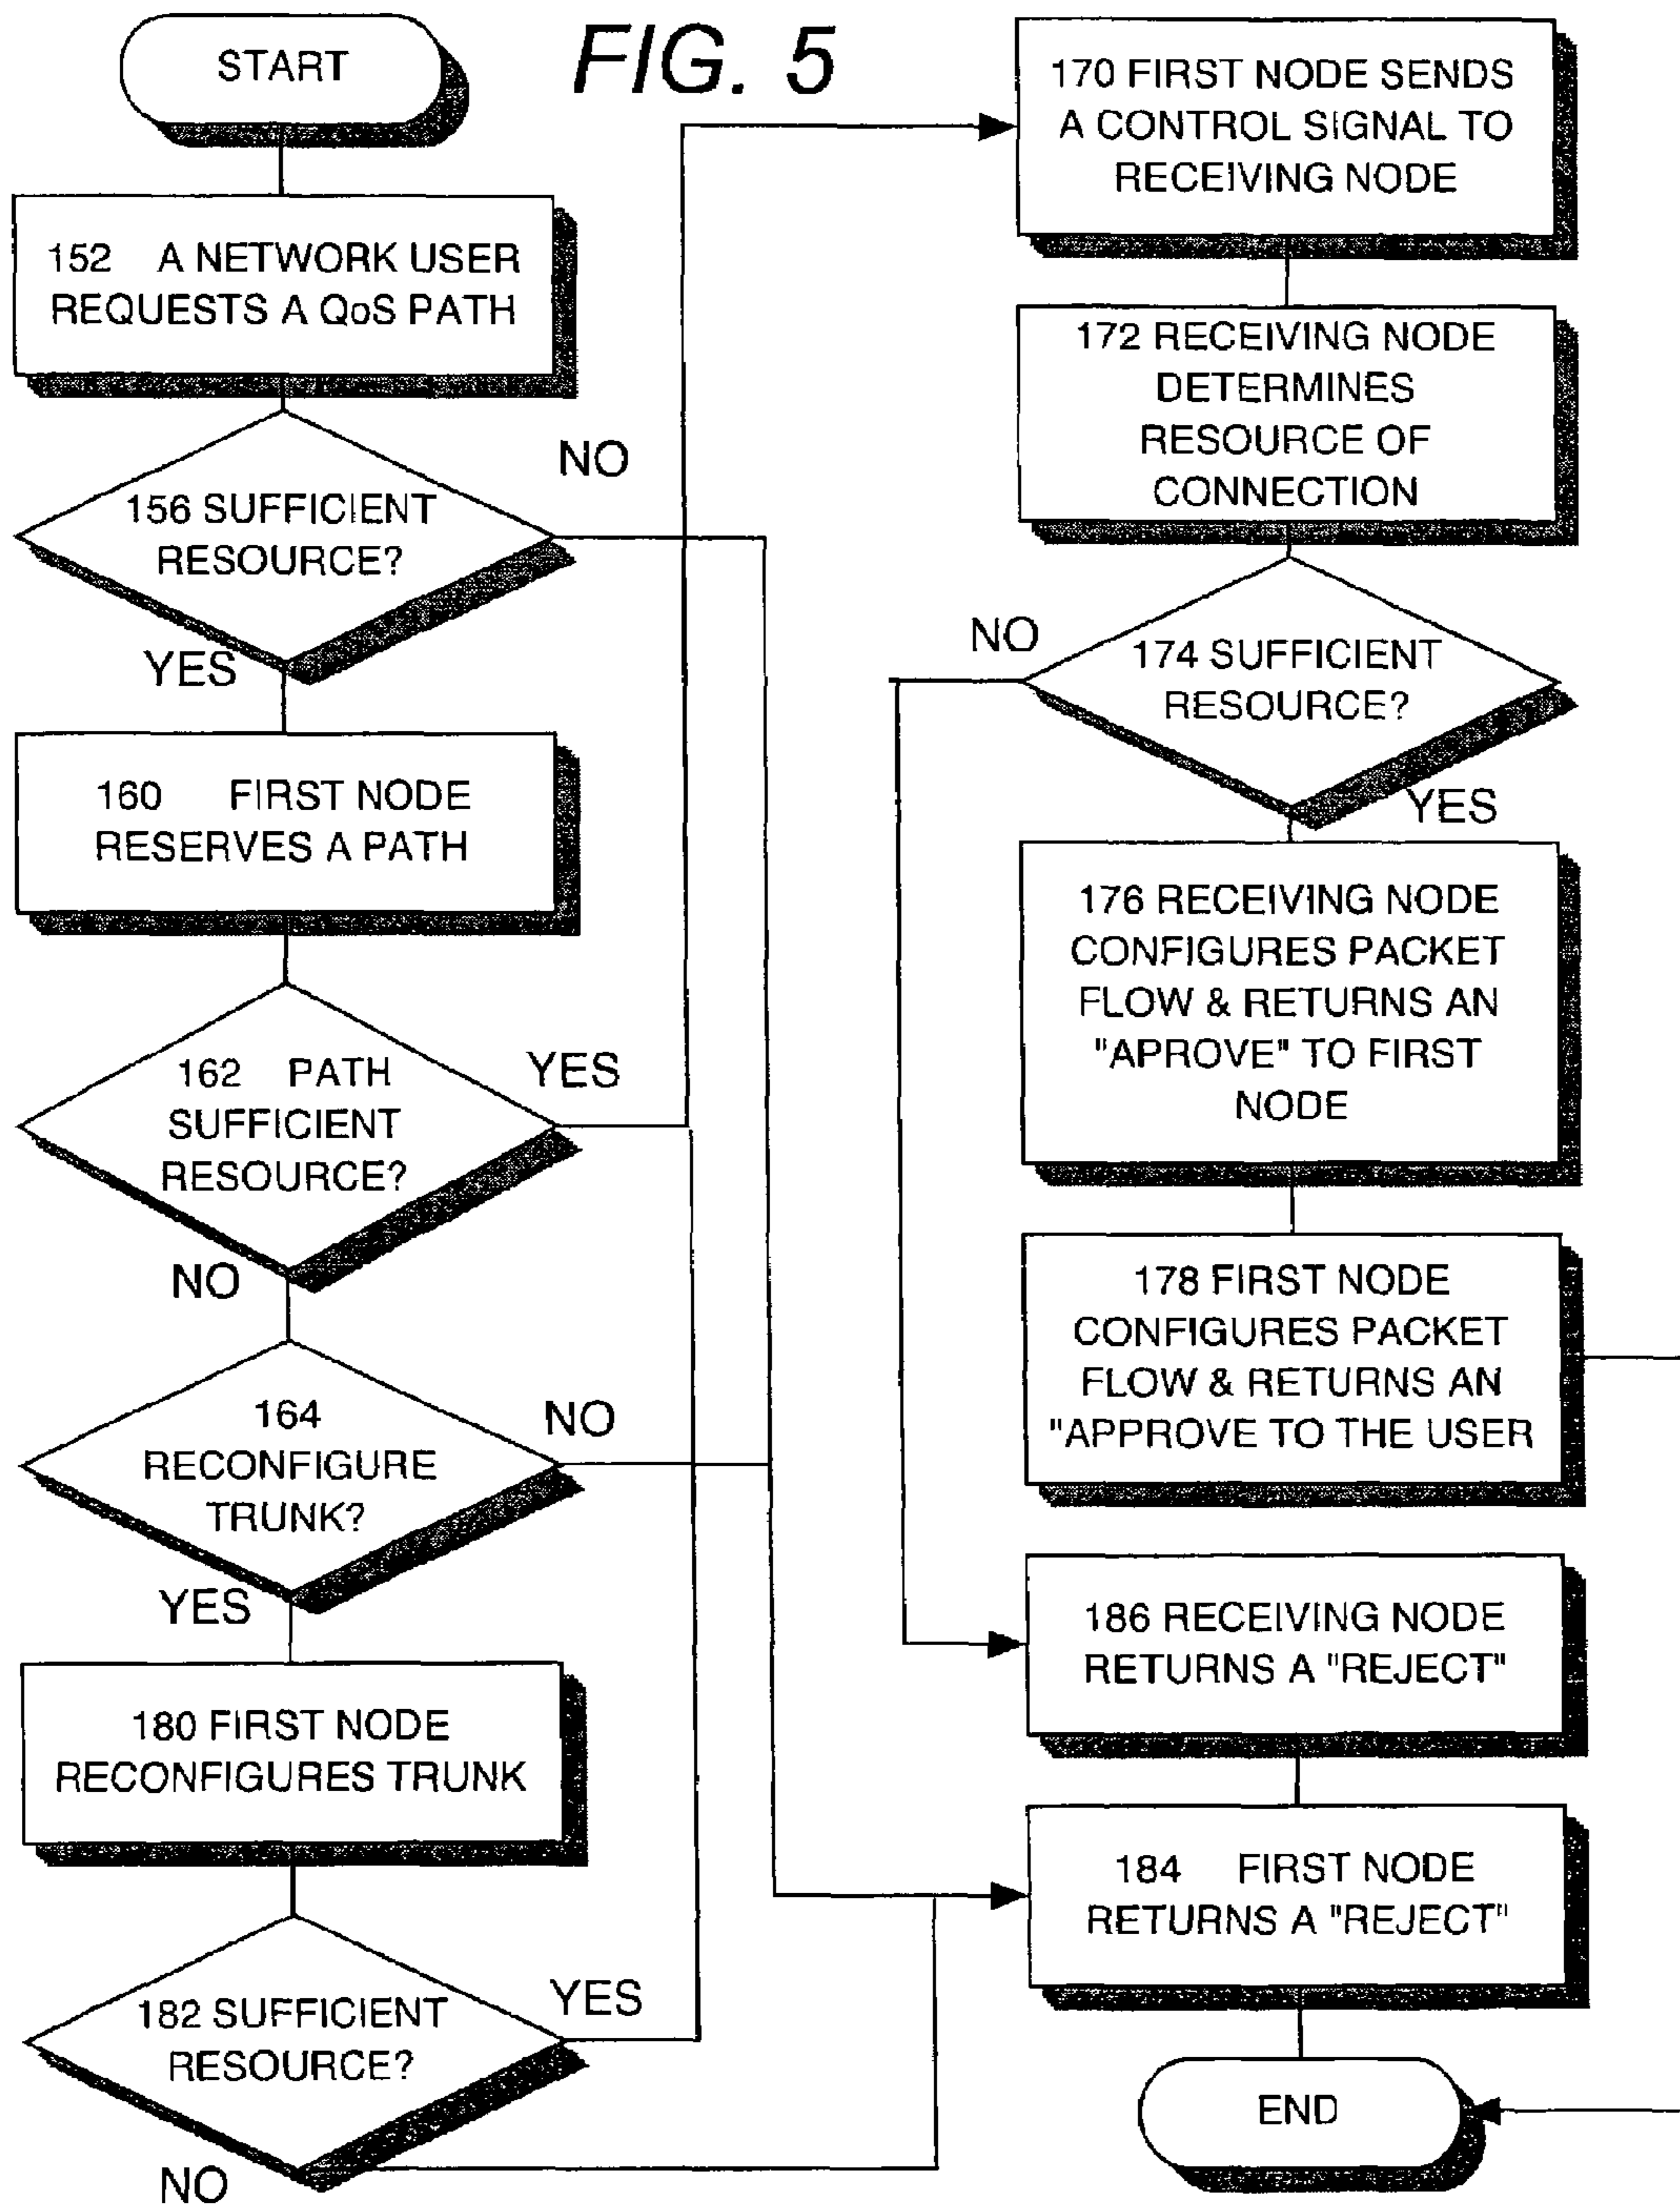 FIG. 5
START
152 A NETWORK USER
REQUESTS A QoS PATH
NO
156 SUFFICIENT
RESOURCE?
YES
160 FIRST NODE
RESERVES A PATH
162 PATH
SUFFICIENT
RESOURCE?
YES
NO
164
RECONFIGURE
TRUNK?
NO
YES
180 FIRST NODE
RECONFIGURES TRUNK
182 SUFFICIENT
RESOURCE?
YES
NO
170 FIRST NODE SENDS
A CONTROL SIGNAL TO
RECEIVING NODE
172 RECEIVING NODE
DETERMINES
RESOURCE OF
CONNECTION
NO
174 SUFFICIENT
RESOURCE?
YES
176 RECEIVING NODE
CONFIGURES PACKET
FLOW & RETURNS AN
"APROVE" TO FIRST
NODE
178 FIRST NODE
CONFIGURES PACKET
FLOW & RETURNS AN
"APPROVE TO THE USER
186 RECEIVING NODE
RETURNS A "REJECT"
184 FIRST NODE
RETURNS A "REJECT"
END